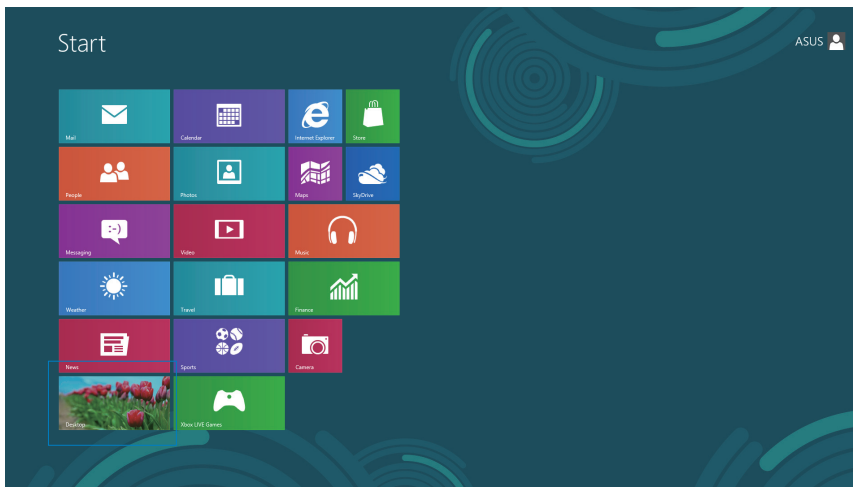 Start
ASUS
Mail
Calendar
Internet Explorer
Store
People
Photos
Maps
SkyDrive
Messaging
:-)
Video
Music
Weather
Travel
Finance
News
Sports
Camera
Desktop
Xbox LIVE Games